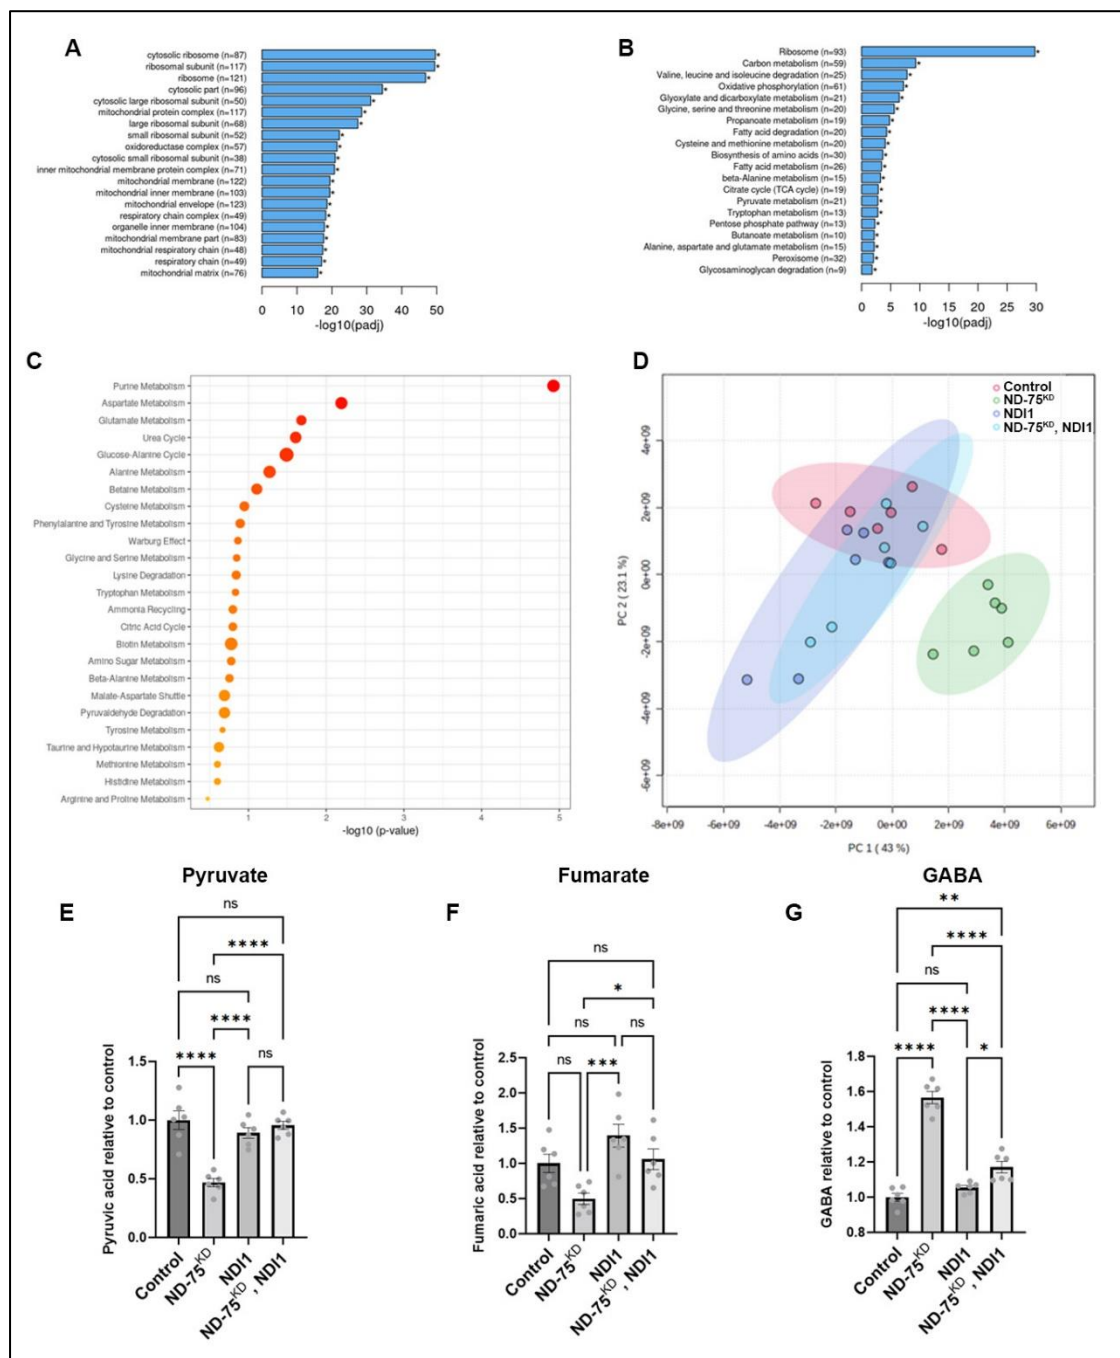 A
cytosolic ribosome (n=87)
ribosomal subunit (n=117)
ribosome (n=121)
cytosolic part (n=96)
cytosolic large ribosomal subunit (n=50)
mitochondrial protein complex (n=117)
large ribosomal subunit (n=68)
small ribosomal subunit (n=52)
oxidoreductase complex (n=57)
cytosolic small ribosomal subunit (n=38)
inner mitochondrial membrane protein complex (n=71)
mitochondrial membrane (n=122)
mitochondrial inner membrane (n=103)
mitochondrial envelope (n=123)
respiratory chain complex (n=49)
organelle inner membrane (n=104)
mitochondrial membrane part (n=83)
mitochondrial respiratory chain (n=48)
respiratory chain (n=49)
mitochondrial matrix (n=76)
* * * * * * * * * * * * * * * * * * * *
0 10 20 30 40 50
-log10(padj)
B
Ribosome (n=93)
Carbon metabolism (n=59)
Valine, leucine and isoleucine degradation (n=25)
Oxidative phosphorylation (n=61)
Glyoxylate and dicarboxylate metabolism (n=21)
Glycine, serine and threonine metabolism (n=20)
Propanoate metabolism (n=19)
Fatty acid degradation (n=20)
Cysteine and methionine metabolism (n=20)
Biosynthesis of amino acids (n=30)
Fatty acid metabolism (n=26)
beta-Alanine metabolism (n=15)
Citrate cycle (TCA cycle) (n=19)
Pyruvate metabolism (n=21)
Tryptophan metabolism (n=13)
Pentose phosphate pathway (n=13)
Butanoate metabolism (n=10)
Alanine, aspartate and glutamate metabolism (n=15)
Peroxisome (n=32)
Glycosaminoglycan degradation (n=9)
* * * * * * * * * * * * * * * * * * * *
0 5 10 15 20 25 30
-log10(padj)
C
Purine Metabolism
Aspartate Metabolism
Glutamate Metabolism
Urea Cycle
Glucose-Alanine Cycle
Alanine Metabolism
Betaine Metabolism
Cysteine Metabolism
Phenylalanine and Tyrosine Metabolism
Warburg Effect
Glycine and Serine Metabolism
Lysine Degradation
Tryptophan Metabolism
Ammonia Recycling
Citric Acid Cycle
Biotin Metabolism
Amino Sugar Metabolism
Beta-Alanine Metabolism
Malate-Aspartate Shuttle
Pyruvaldehyde Degradation
Tyrosine Metabolism
Taurine and Hypotaurine Metabolism
Methionine Metabolism
Histidine Metabolism
Arginine and Proline Metabolism
1 2 3 4 5
-log10 (p-value)
D
Control
ND-75KD
NDI1
ND-75KD, NDI1
PC 2 ( 23.1 %)
4e+09
2e+09
0e+00
-2e+09
-4e+09
-6e+09
-8e+09 -6e+09 -4e+09 -2e+09 0e+00 2e+09 4e+09 6e+09
PC 1 ( 43 %)
E
Pyruvate
ns
****
ns
****
**** ns
Pyruvic acid relative to control
1.5
1.0
0.5
0.0
Control
ND-75KD
NDI1
ND-75KD, NDI1
F
Fumarate
ns
*
ns ns
ns ***
Fumaric acid relative to control
2.5
2.0
1.5
1.0
0.5
0.0
Control
ND-75KD
NDI1
ND-75KD, NDI1
G
GABA
**
****
ns
****
**** *
GABA relative to control
1.8
1.6
1.4
1.2
1.0
0.8
Control
ND-75KD
NDI1
ND-75KD, NDI1